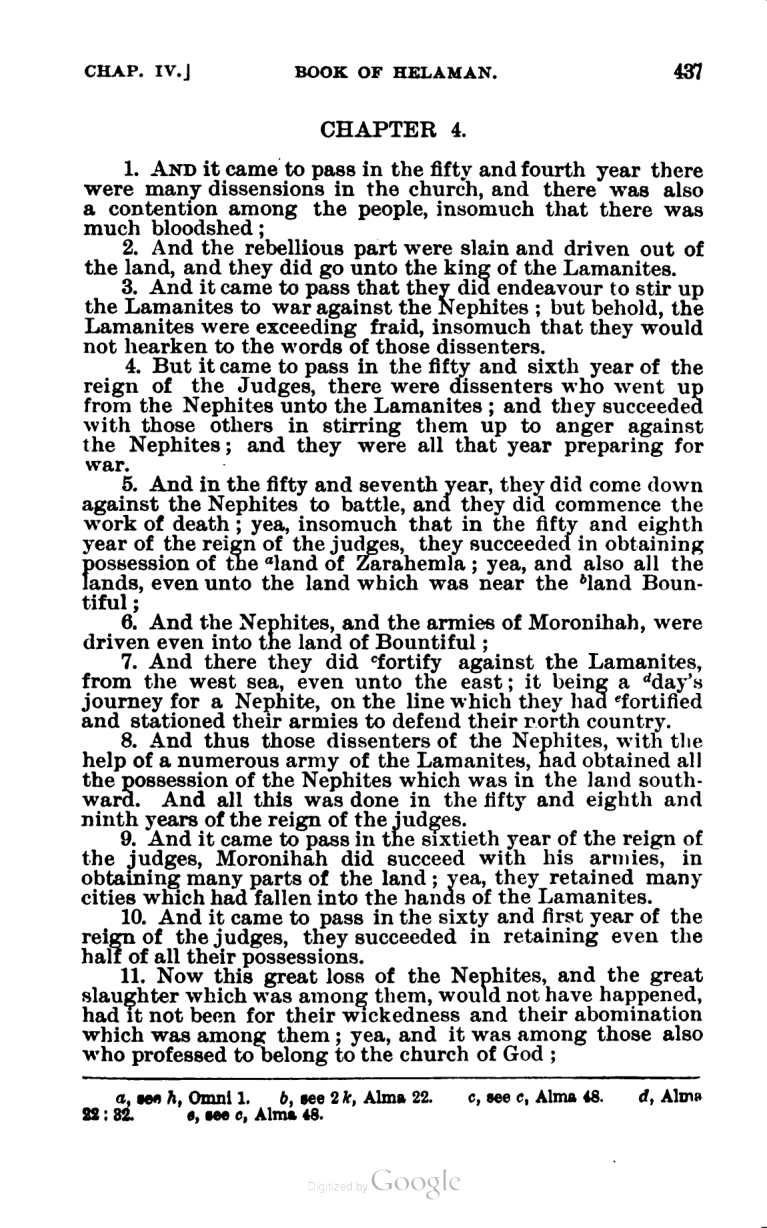 CHAP. IV.]
BOOK OF HELAMAN.
437
CHAPTER 4.
1. AND it came to pass in the fifty and fourth year there
were many dissensions in the church, and there was also
a contention among the people, insomuch that there was
much bloodshed ;
2. And the rebellious part were slain and driven out of
the land, and they did go unto the king of the Lamanites.
3. And it came to pass that they did endeavour to stir up
the Lamanites to war against the Nephites ; but behold, the
Lamanites were exceeding fraid, insomuch that they would
not hearken to the words of those dissenters.
4. But it came to pass in the fifty and sixth year of the
reign of the Judges, there were dissenters who went up
from the Nephites unto the Lamanites ; and they succeeded
with those others in stirring them up to anger against
the Nephites ; and they were all that year preparing for
war.
5. And in the fifty and seventh year, they did come down
against the Nephites to battle, and they did commence the
work of death ; yea, insomuch that in the fifty and eighth
year of the reign of the judges, they succeeded in obtaining
possession of the ᵃland of Zarahemla ; yea, and also all the
lands, even unto the land which was near the ᵇland Boun-
tiful ;
6. And the Nephites, and the armies of Moronihah, were
driven even into the land of Bountiful ;
7. And there they did ᶜfortify against the Lamanites,
from the west sea, even unto the east ; it being a ᵈday's
journey for a Nephite, on the line which they had ᵉfortified
and stationed their armies to defend their north country.
8. And thus those dissenters of the Nephites, with the
help of a numerous army of the Lamanites, had obtained all
the possession of the Nephites which was in the land south-
ward. And all this was done in the fifty and eighth and
ninth years of the reign of the judges.
9. And it came to pass in the sixtieth year of the reign of
the judges, Moronihah did succeed with his armies, in
obtaining many parts of the land ; yea, they retained many
cities which had fallen into the hands of the Lamanites.
10. And it came to pass in the sixty and first year of the
reign of the judges, they succeeded in retaining even the
half of all their possessions.
11. Now this great loss of the Nephites, and the great
slaughter which was among them, would not have happened,
had it not been for their wickedness and their abomination
which was among them ; yea, and it was among those also
who professed to belong to the church of God ;
a, see h, Omni 1. b, see 2 k, Alma 22. c, see c, Alma 48. d, Alma
22 : 32. e, see c, Alma 48.
Digitized by Google